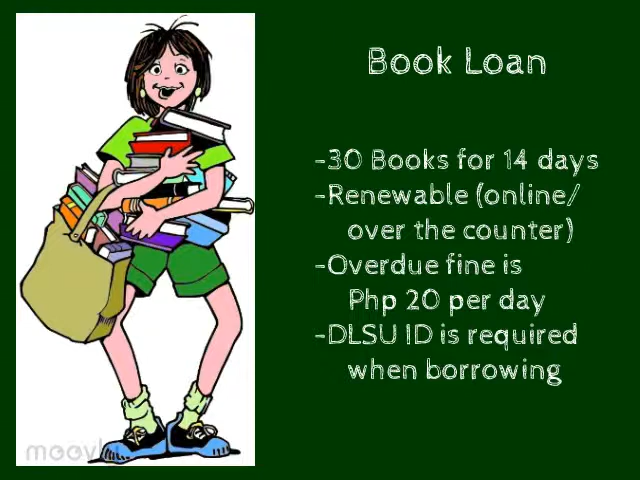 Book Loan
-30 Books for 14 days
-Renewable (online/
over the counter)
-Overdue fine is
Php 20 per day
-DLSU ID is required
when borrowing